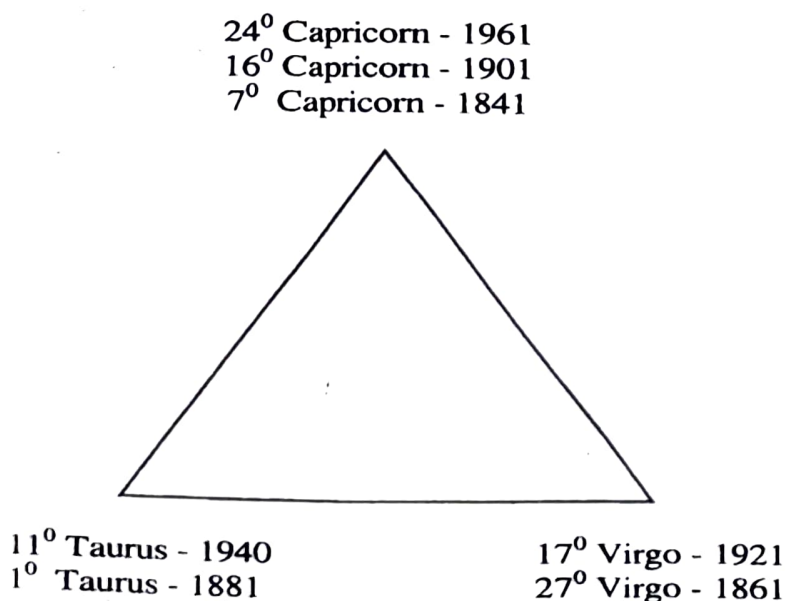 24⁰ Capricorn - 1961
16⁰ Capricorn - 1901
7⁰ Capricorn - 1841
11⁰ Taurus - 1940
1⁰ Taurus - 1881
17⁰ Virgo - 1921
27⁰ Virgo - 1861